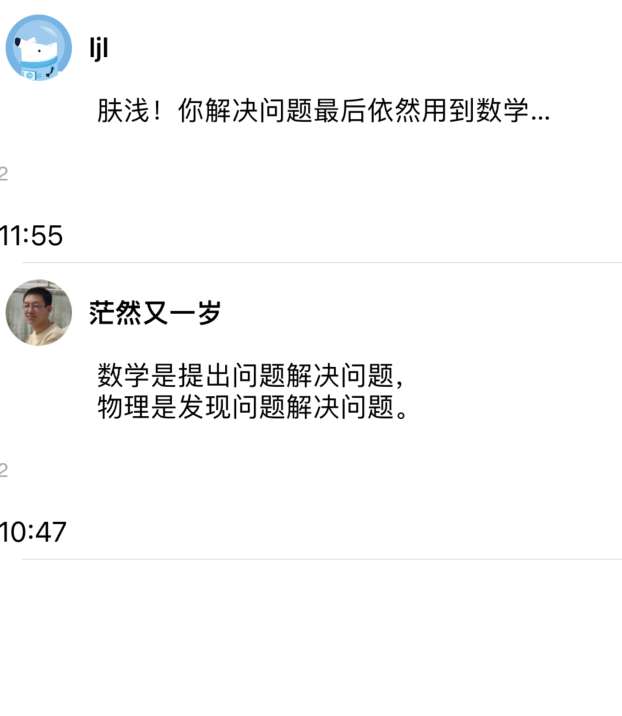 ljl
肤浅！你解决问题最后依然用到数学...
2
11:55
茫然又一岁
数学是提出问题解决问题，
物理是发现问题解决问题。
2
10:47